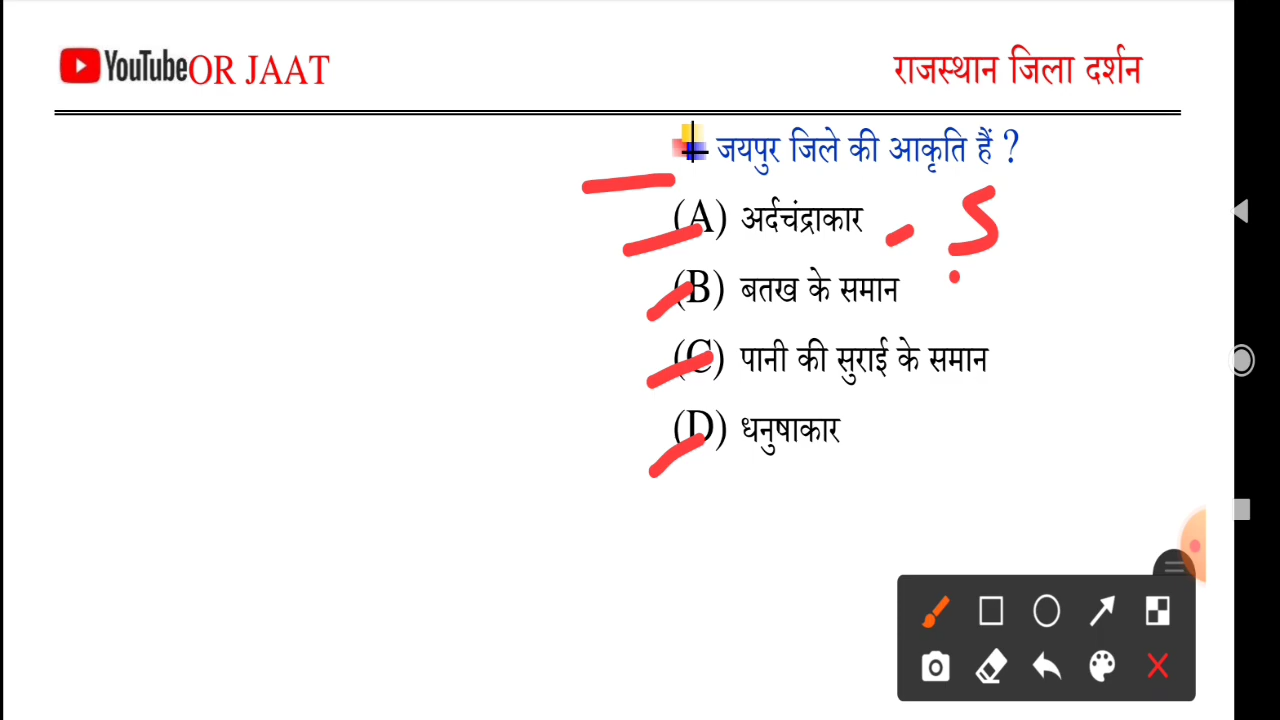 YouTube OR JAAT राजस्थान जिला दर्शन
जयपुर जिले की आकृति हैं ?
(A) अर्दचंद्राकार - ?
(B) बतख के समान
(C) पानी की सुराई के समान
(D) धनुषाकार